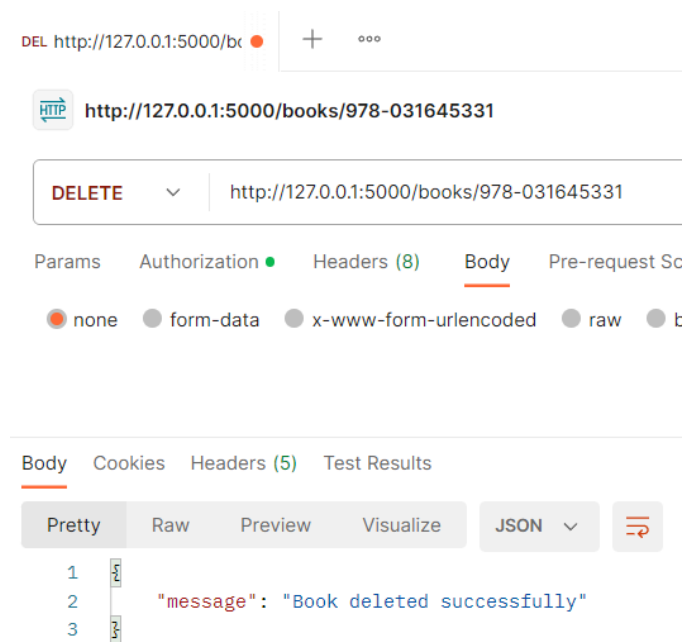 DEL http://127.0.0.1:5000/bo
HTTP http://127.0.0.1:5000/books/978-031645331
DELETE http://127.0.0.1:5000/books/978-031645331
Params Authorization Headers (8) Body Pre-request Sc
none form-data x-www-form-urlencoded raw b
Body Cookies Headers (5) Test Results
Pretty Raw Preview Visualize JSON
1 {
2 "message": "Book deleted successfully"
3 }